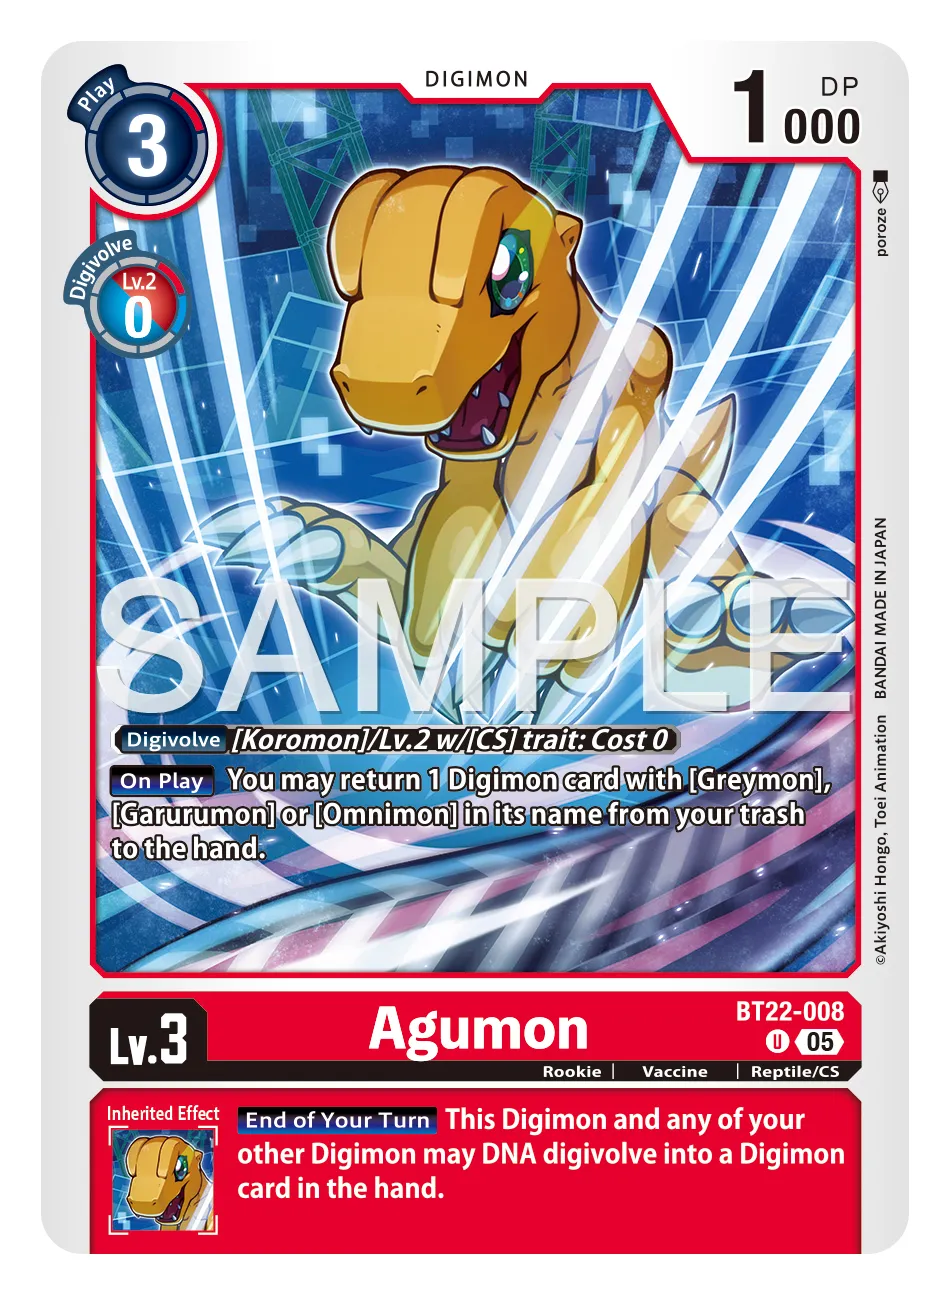 DIGIMON
Play
3
1000
DP
poroze
Digivolve
Lv.2
0
SAMPLE
Digivolve [Koromon]/Lv.2 w/[CS] trait: Cost 0
On Play You may return 1 Digimon card with [Greymon],
[Garurumon] or [Omnimon] in its name from your trash
to the hand.
©Akiyoshi Hongo, Toei Animation BANDAI MADE IN JAPAN
Lv.3
Agumon
BT22-008
U 05
Rookie | Vaccine | Reptile/CS
Inherited Effect
End of Your Turn This Digimon and any of your
other Digimon may DNA digivolve into a Digimon
card in the hand.